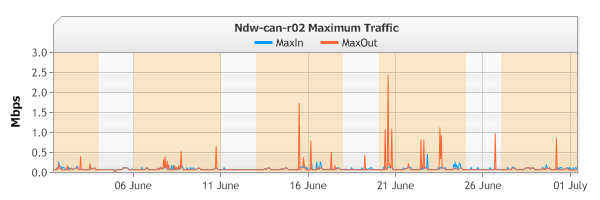 Ndw-can-r02 Maximum Traffic
MaxIn MaxOut
3.0
2.5
2.0
1.5
1.0
0.5
0.0
Mbps
06 June 11 June 16 June 21 June 26 June 01 July